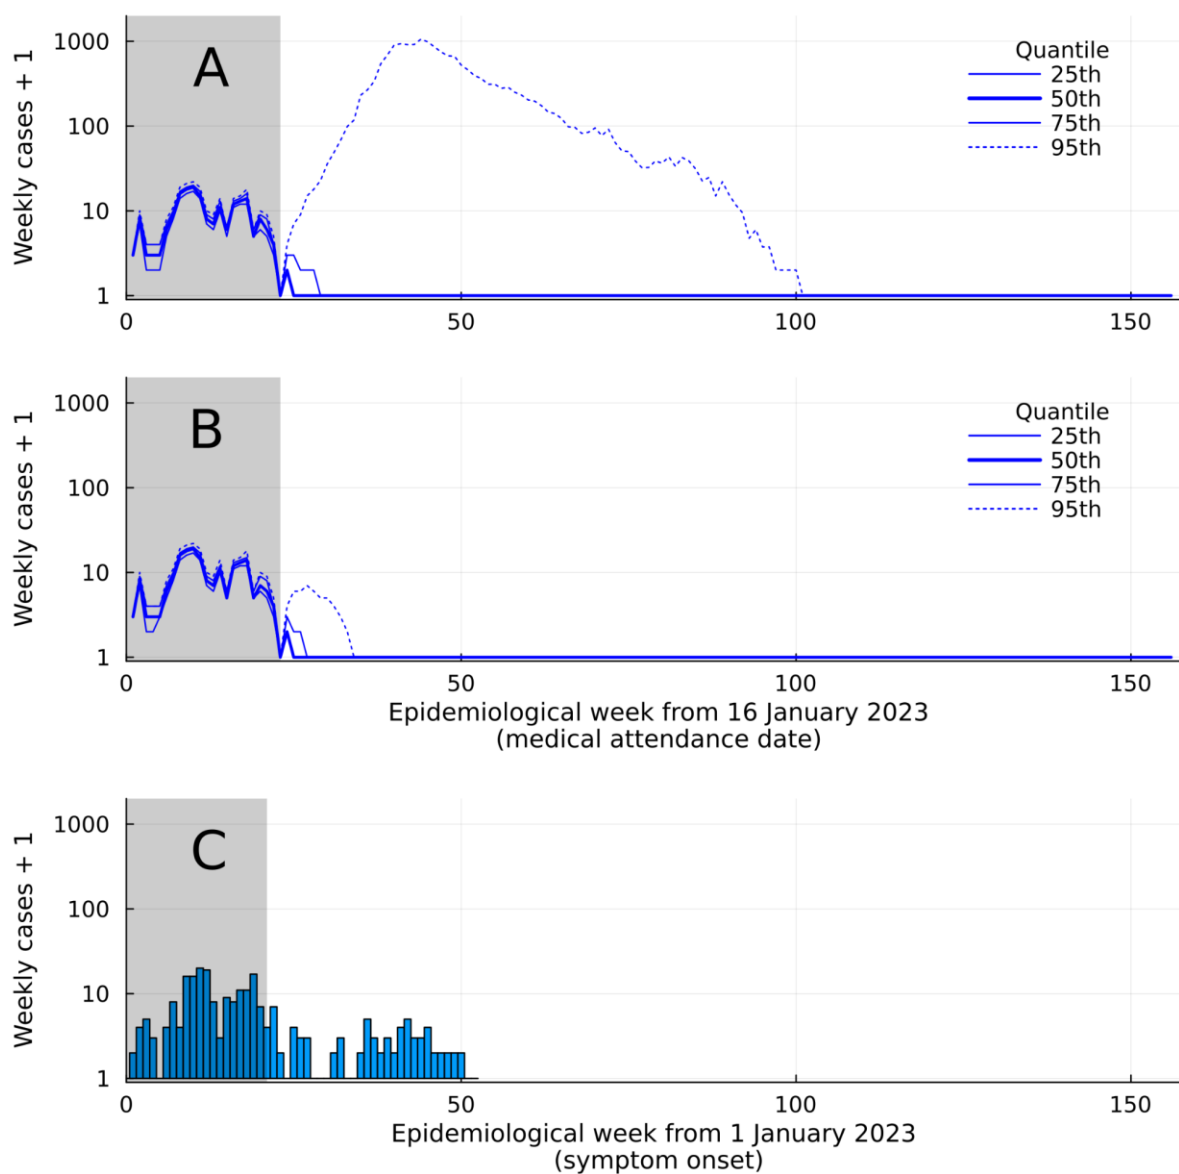 Weekly cases + 1
1000
100
10
1
A
Quantile
25th
50th
75th
95th
0
50
100
150
Weekly cases + 1
1000
100
10
1
B
Quantile
25th
50th
75th
95th
0
50
100
150
Epidemiological week from 16 January 2023
(medical attendance date)
Weekly cases + 1
1000
100
10
1
C
0
50
100
150
Epidemiological week from 1 January 2023
(symptom onset)